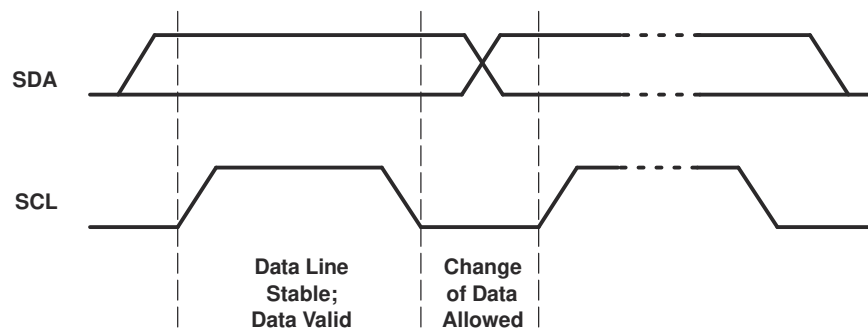 SDA
SCL
Data Line
Stable;
Data Valid
Change
of Data
Allowed